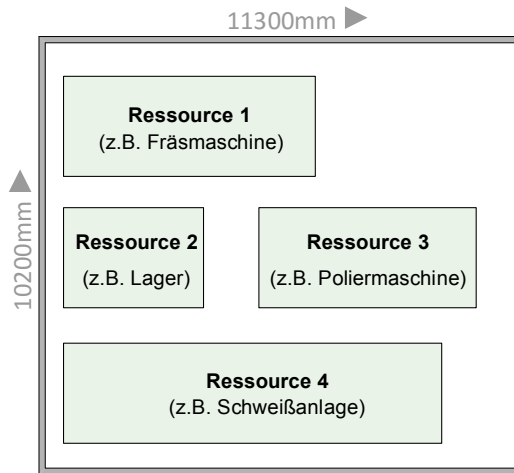 11300mm
Ressource 1
(z.B. Fräsmaschine)
10200mm
Ressource 2
(z.B. Lager)
Ressource 3
(z.B. Poliermaschine)
Ressource 4
(z.B. Schweißanlage)